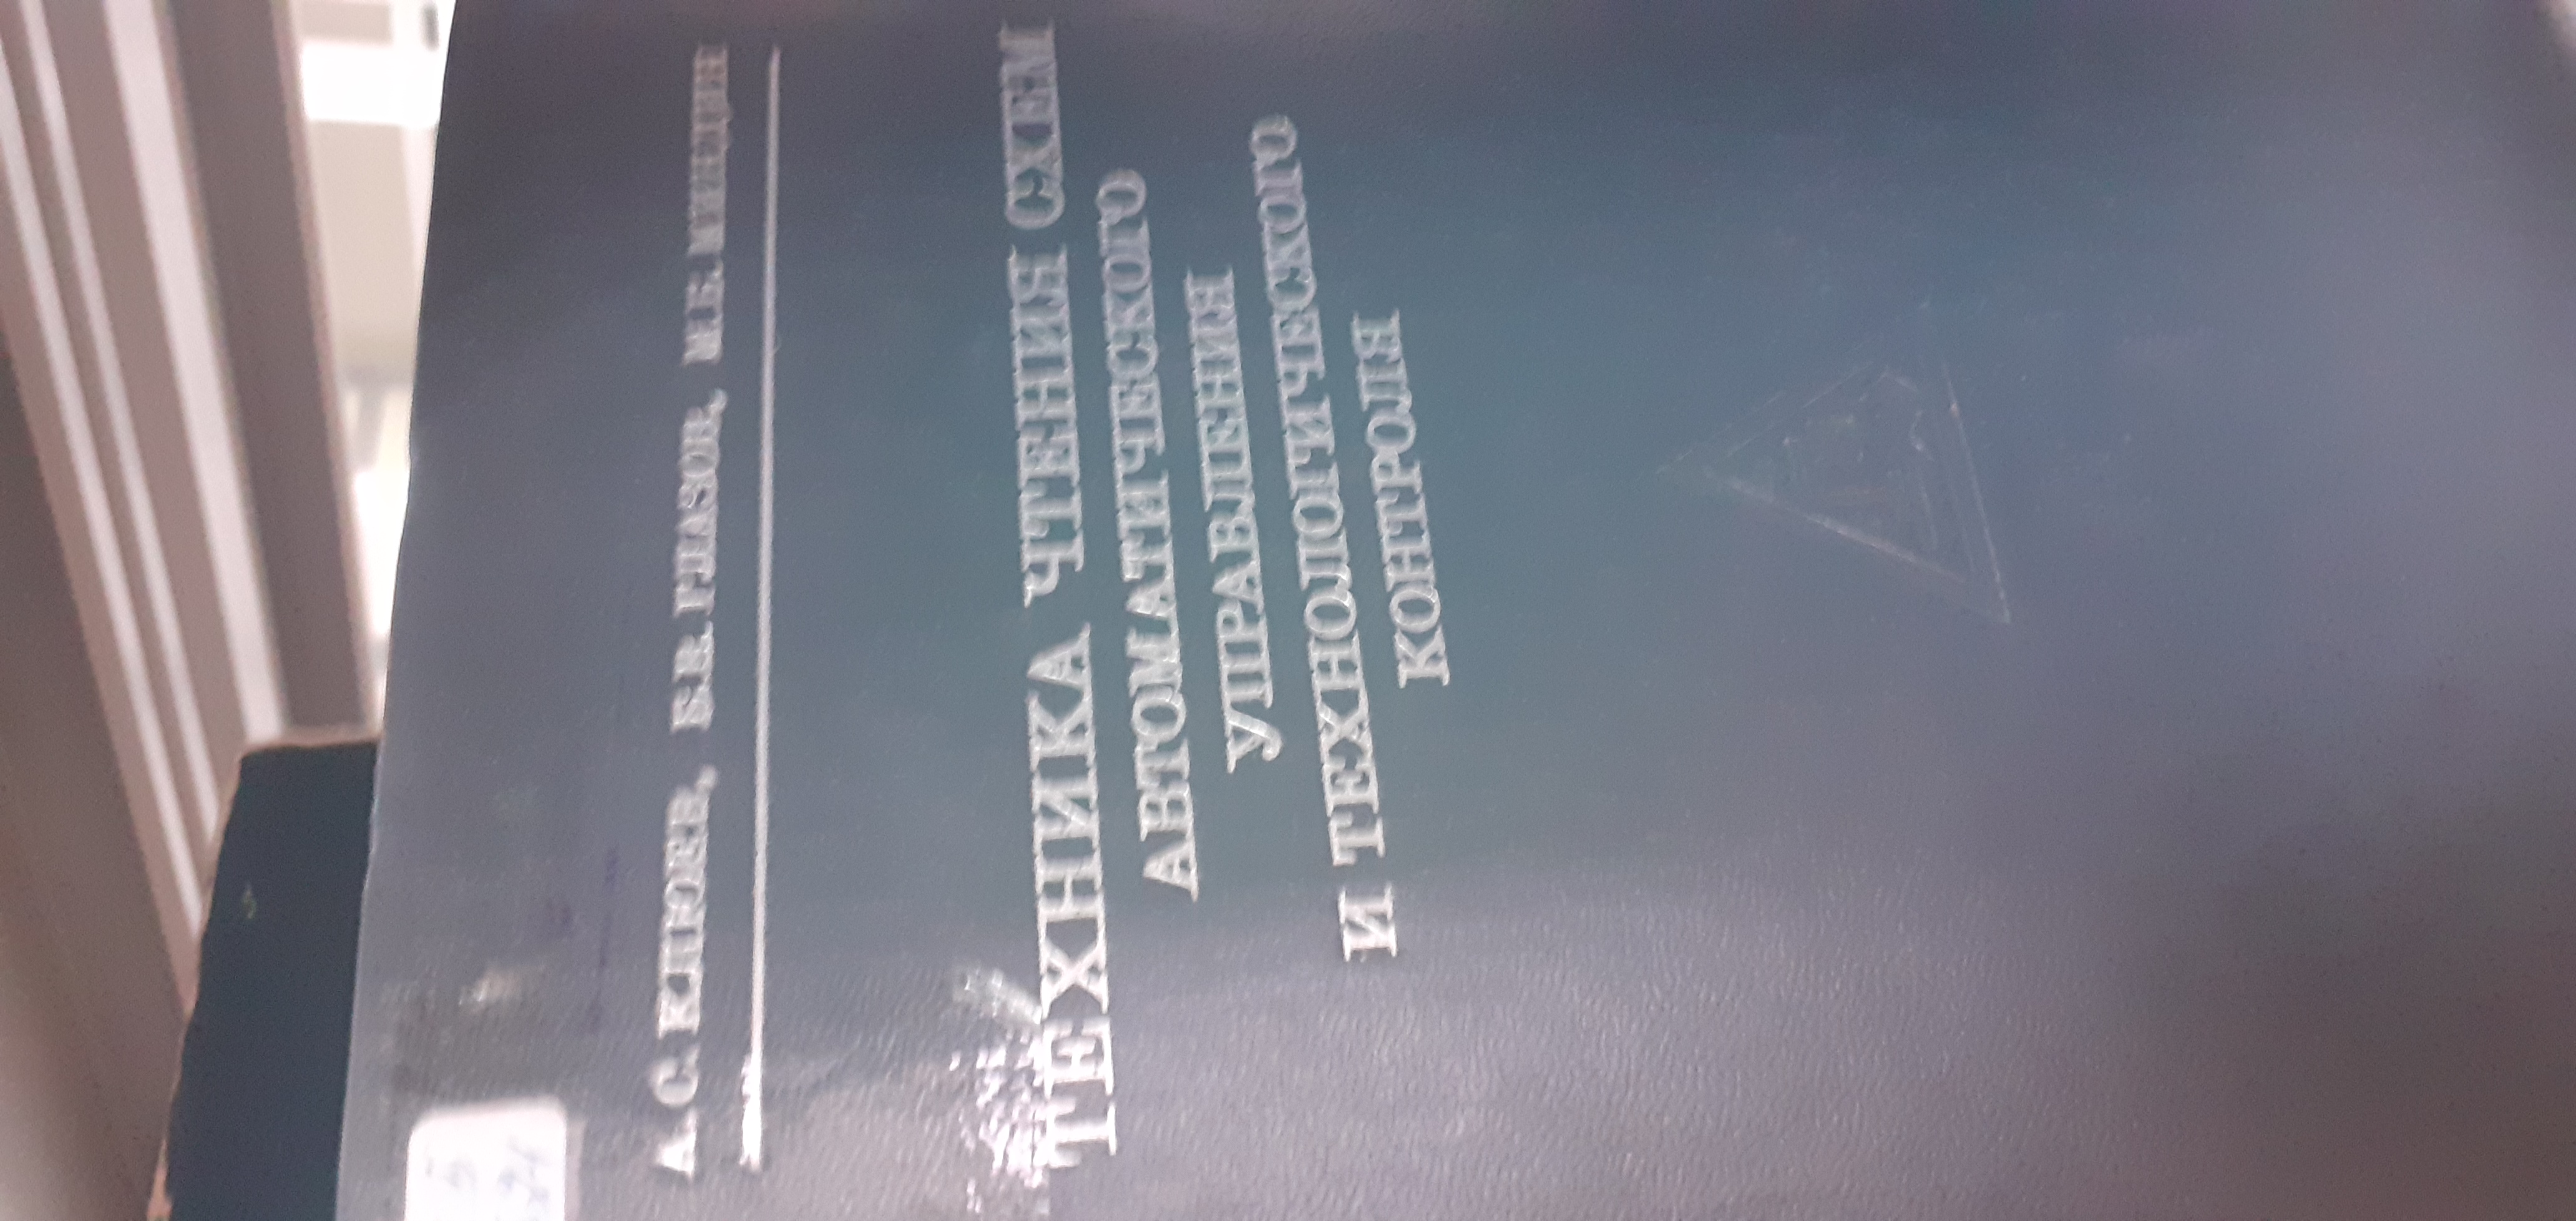 А. С. КЛЮЕВ, Б. В. ГЛАЗОВ, М. Б. МИНДИН
ТЕХНИКА ЧТЕНИЯ СХЕМ
АВТОМАТИЧЕСКОГО
УПРАВЛЕНИЯ
И ТЕХНОЛОГИЧЕСКОГО
КОНТРОЛЯ